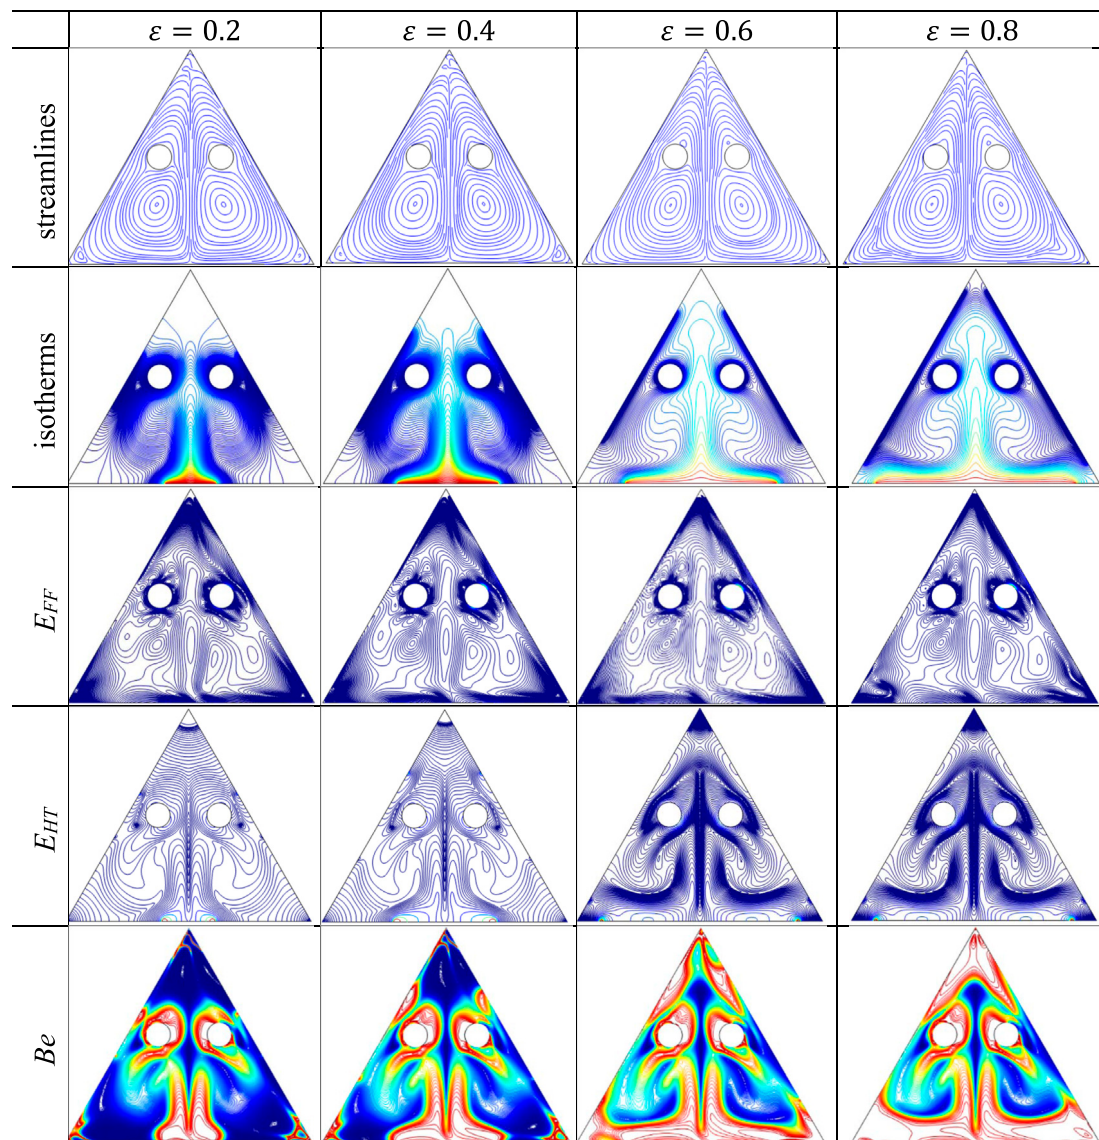 ε = 0.2 ε = 0.4 ε = 0.6 ε = 0.8
streamlines
isotherms
E_FF
E_HT
Be